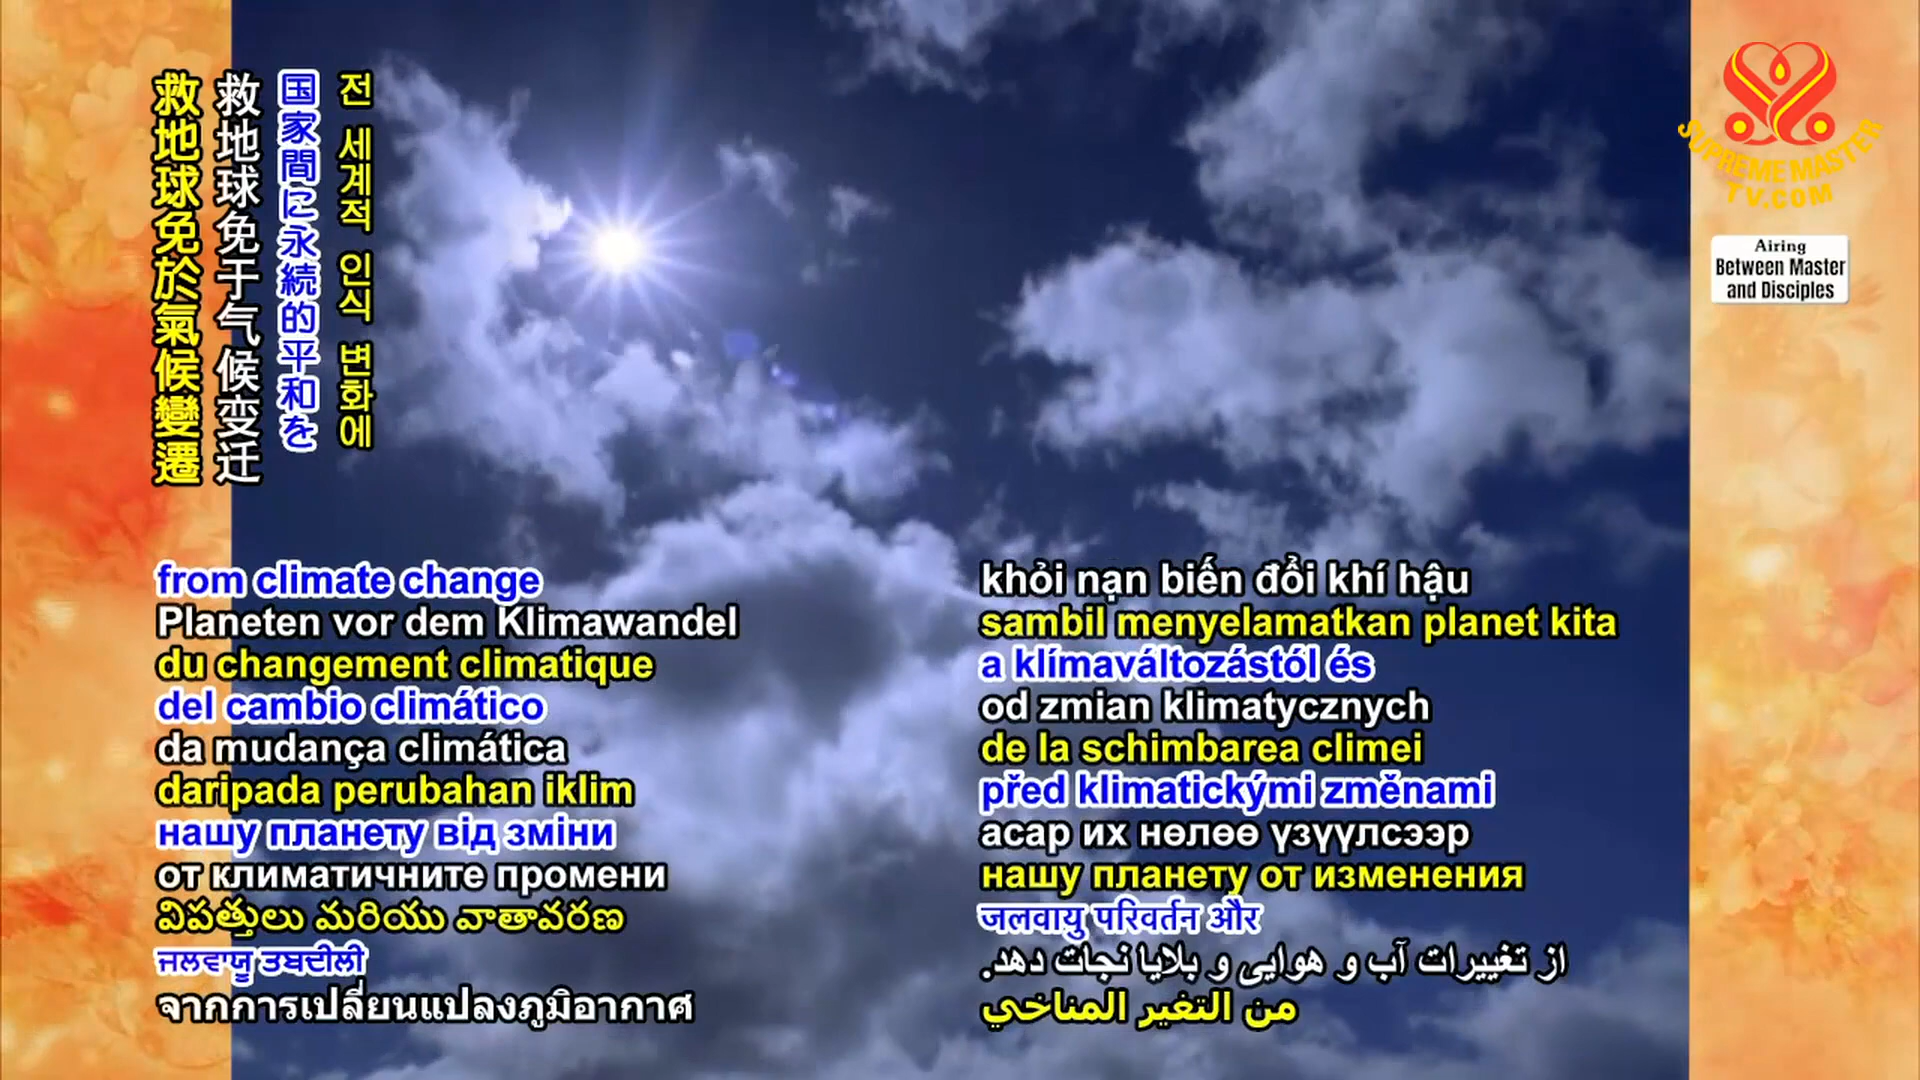 救地球免於氣候變遷
救地球免于气候变迁
国家間に永続的平和を
전 세계적 인식 변화에
SUPREME MASTER
TV.COM
Airing
Between Master
and Disciples
from climate change
Planeten vor dem Klimawandel
du changement climatique
del cambio climático
da mudança climática
daripada perubahan iklim
нашу планету від зміни
от климатичните промени
విపత్తులు మరియు వాతావరణ
ਜਲਵਾਯੂ ਤਬਦੀਲੀ
จากการเปลี่ยนแปลงภูมิอากาศ
khỏi nạn biến đổi khí hậu
sambil menyelamatkan planet kita
a klímaváltozástól és
od zmian klimatycznych
de la schimbarea climei
před klimatickými změnami
асар их нөлөө үзүүлсээр
нашу планету от изменения
जलवायु परिवर्तन और
از تغییرات آب و هوایی و بلایا نجات دهد.
من التغير المناخي